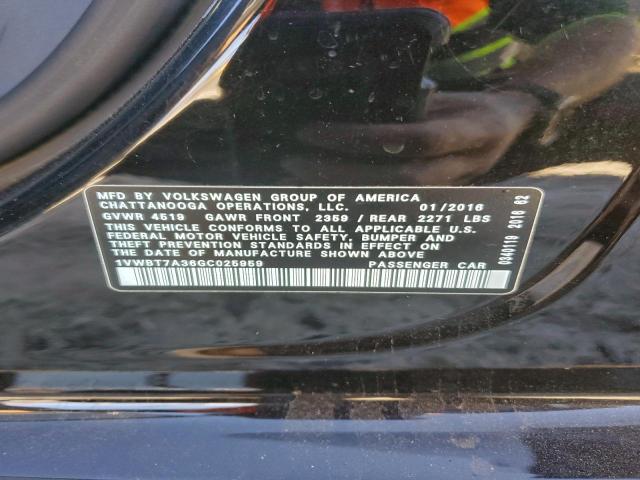 MFD BY VOLKSWAGEN GROUP OF AMERICA
CHATTANOOGA OPERATIONS, LLC. 01/2016
GVWR 4519 GAWR FRONT 2359 / REAR 2271 LBS
THIS VEHICLE CONFORMS TO ALL APPLICABLE U.S.
FEDERAL MOTOR VEHICLE SAFETY, BUMPER AND
THEFT PREVENTION STANDARDS IN EFFECT ON
THE DATE OF MANUFACTURE SHOWN ABOVE
1VWBT7A36GC025959 PASSENGER CAR
0340110 2016 62